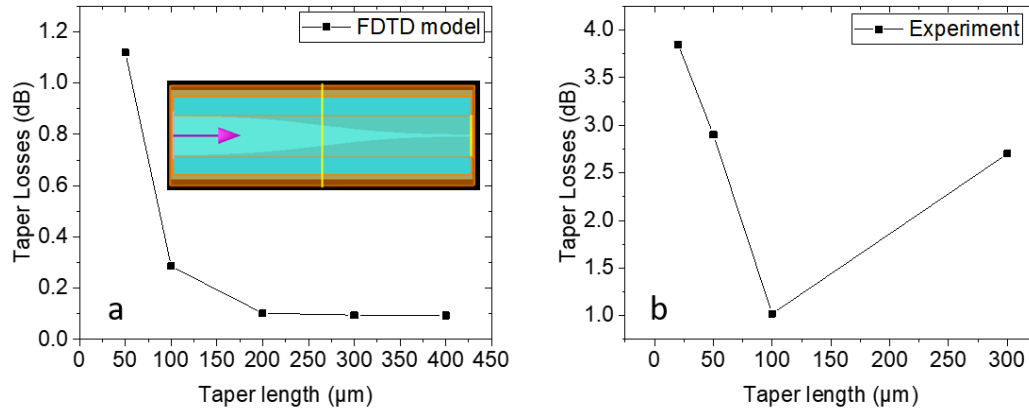 FDTD model
1.2
1.0
0.8
0.6
0.4
0.2
0.0
Taper Losses (dB)
a
0 50 100 150 200 250 300 350 400 450
Taper length (µm)
Experiment
4.0
3.5
3.0
2.5
2.0
1.5
1.0
Taper Losses (dB)
b
0 50 100 150 200 250 300
Taper length (µm)